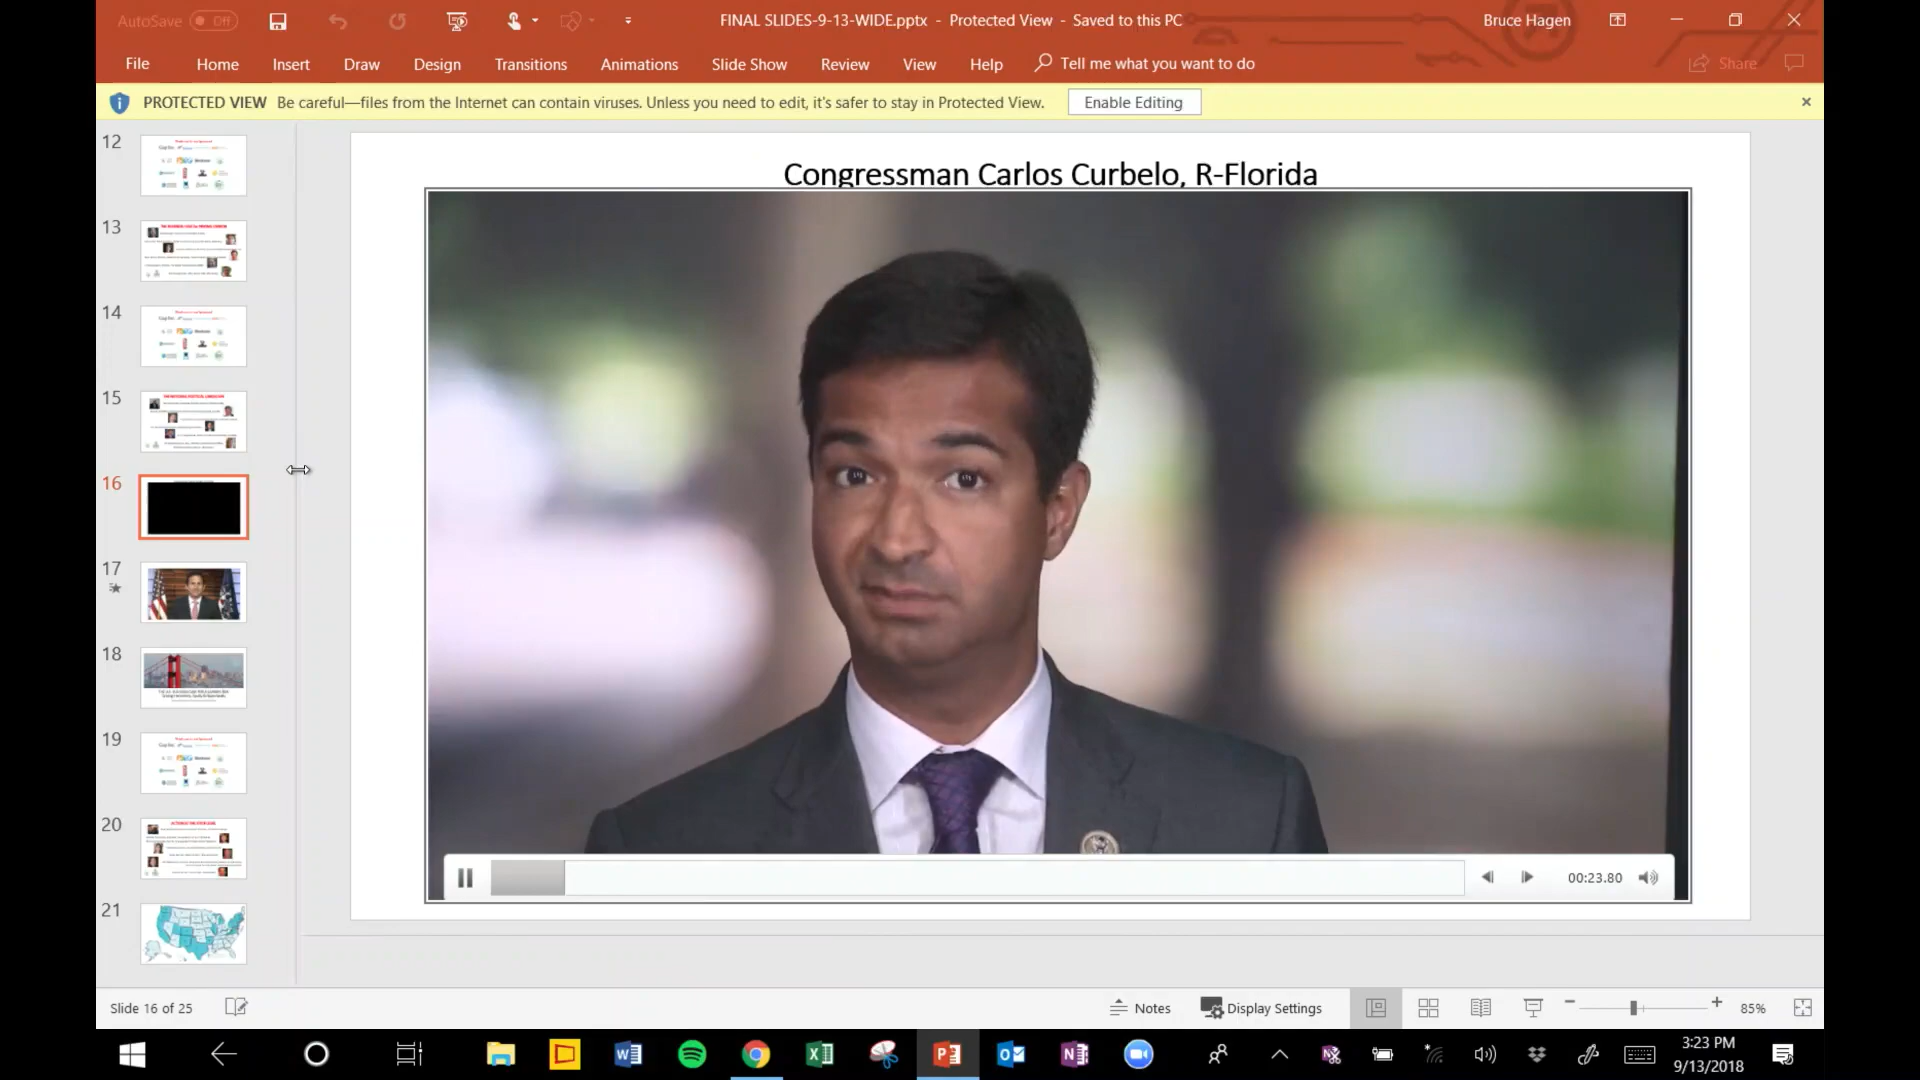 AutoSave Off
FINAL SLIDES-9-13-WIDE.pptx - Protected View - Saved to this PC
Bruce Hagen
File Home Insert Draw Design Transitions Animations Slide Show Review View Help Tell me what you want to do
Share
PROTECTED VIEW Be careful—files from the Internet can contain viruses. Unless you need to edit, it's safer to stay in Protected View.
Enable Editing
12
13
14
15
16
17
18
19
20
21
Congressman Carlos Curbelo, R-Florida
00:23.80
Slide 16 of 25
Notes
Display Settings
85%
3:23 PM
9/13/2018